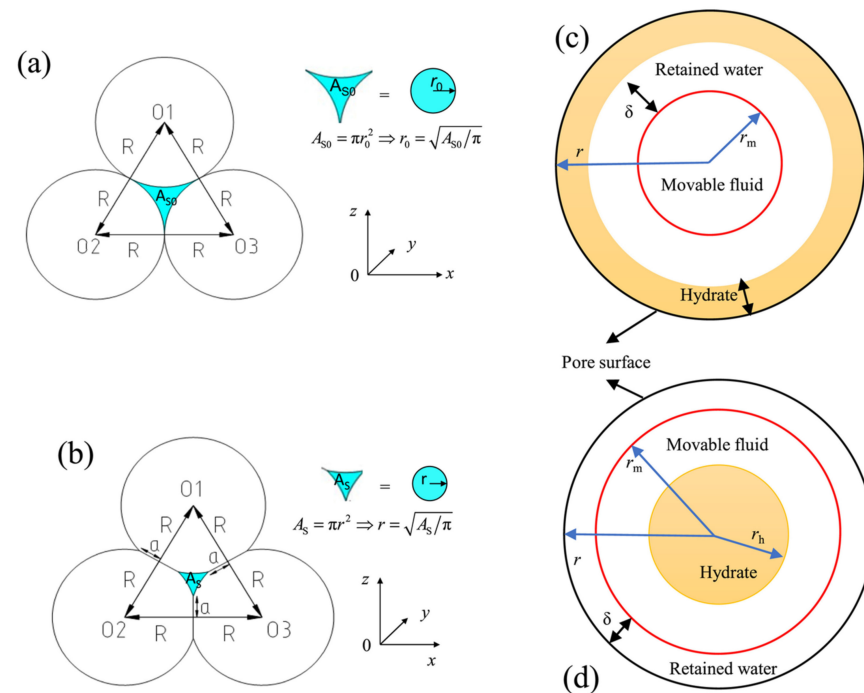 (a)
O1
R
R
R
R
A_S0
O2
R
R
O3
A_S0
=
r_0
A_S0 = πr_0^2 ⇒ r_0 = √(A_S0/π)
z
y
0
x
(b)
O1
R
R
a
a
R
R
A_S
a
O2
R
R
O3
A_S
=
r
A_S = πr^2 ⇒ r = √(A_S/π)
z
y
0
x
(c)
Retained water
δ
r_m
r
Movable fluid
Hydrate
Pore surface
Movable fluid
r_m
r_h
r
Hydrate
δ
Retained water
(d)